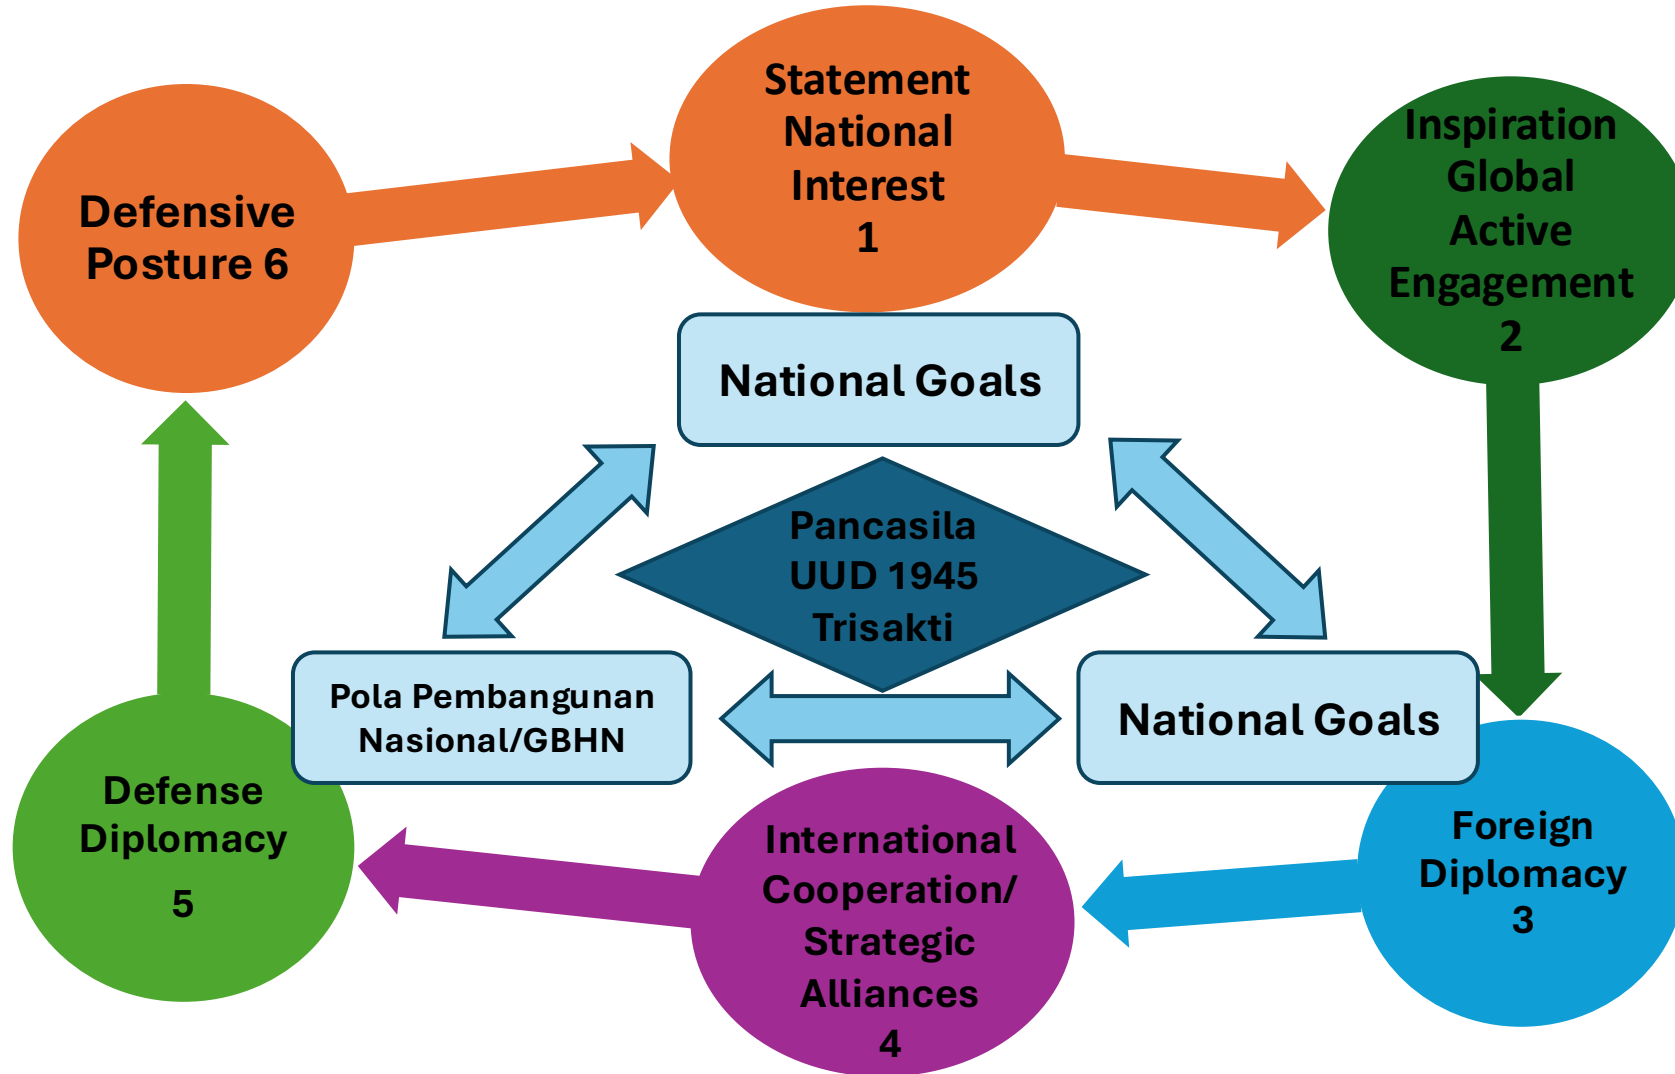 Statement
National
Interest
1
Inspiration
Global
Active
Engagement
2
Defensive
Posture 6
National Goals
Pancasila
UUD 1945
Trisakti
Pola Pembangunan
Nasional/GBHN
National Goals
Defense
Diplomacy
5
International
Cooperation/
Strategic
Alliances
4
Foreign
Diplomacy
3